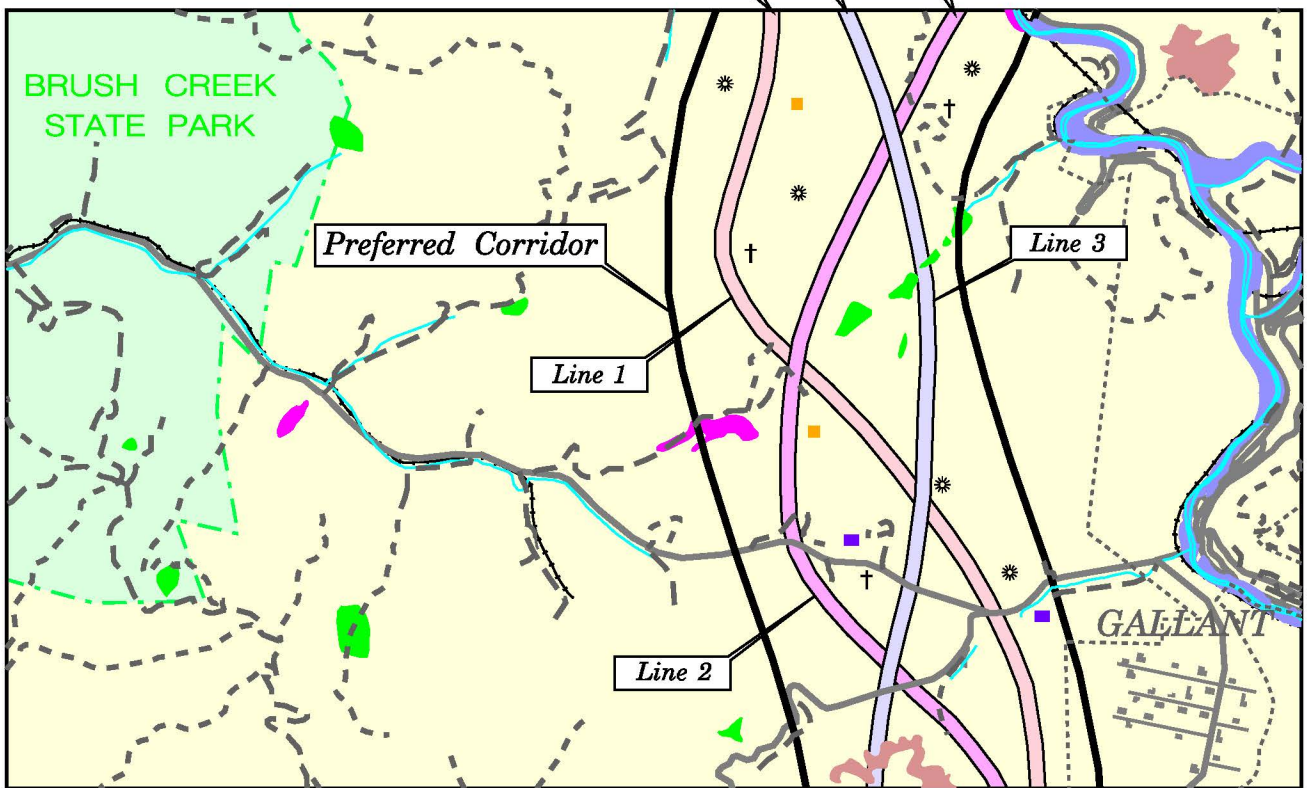 BRUSH CREEK
STATE PARK
Preferred Corridor
Line 3
Line 1
Line 2
GALLANT